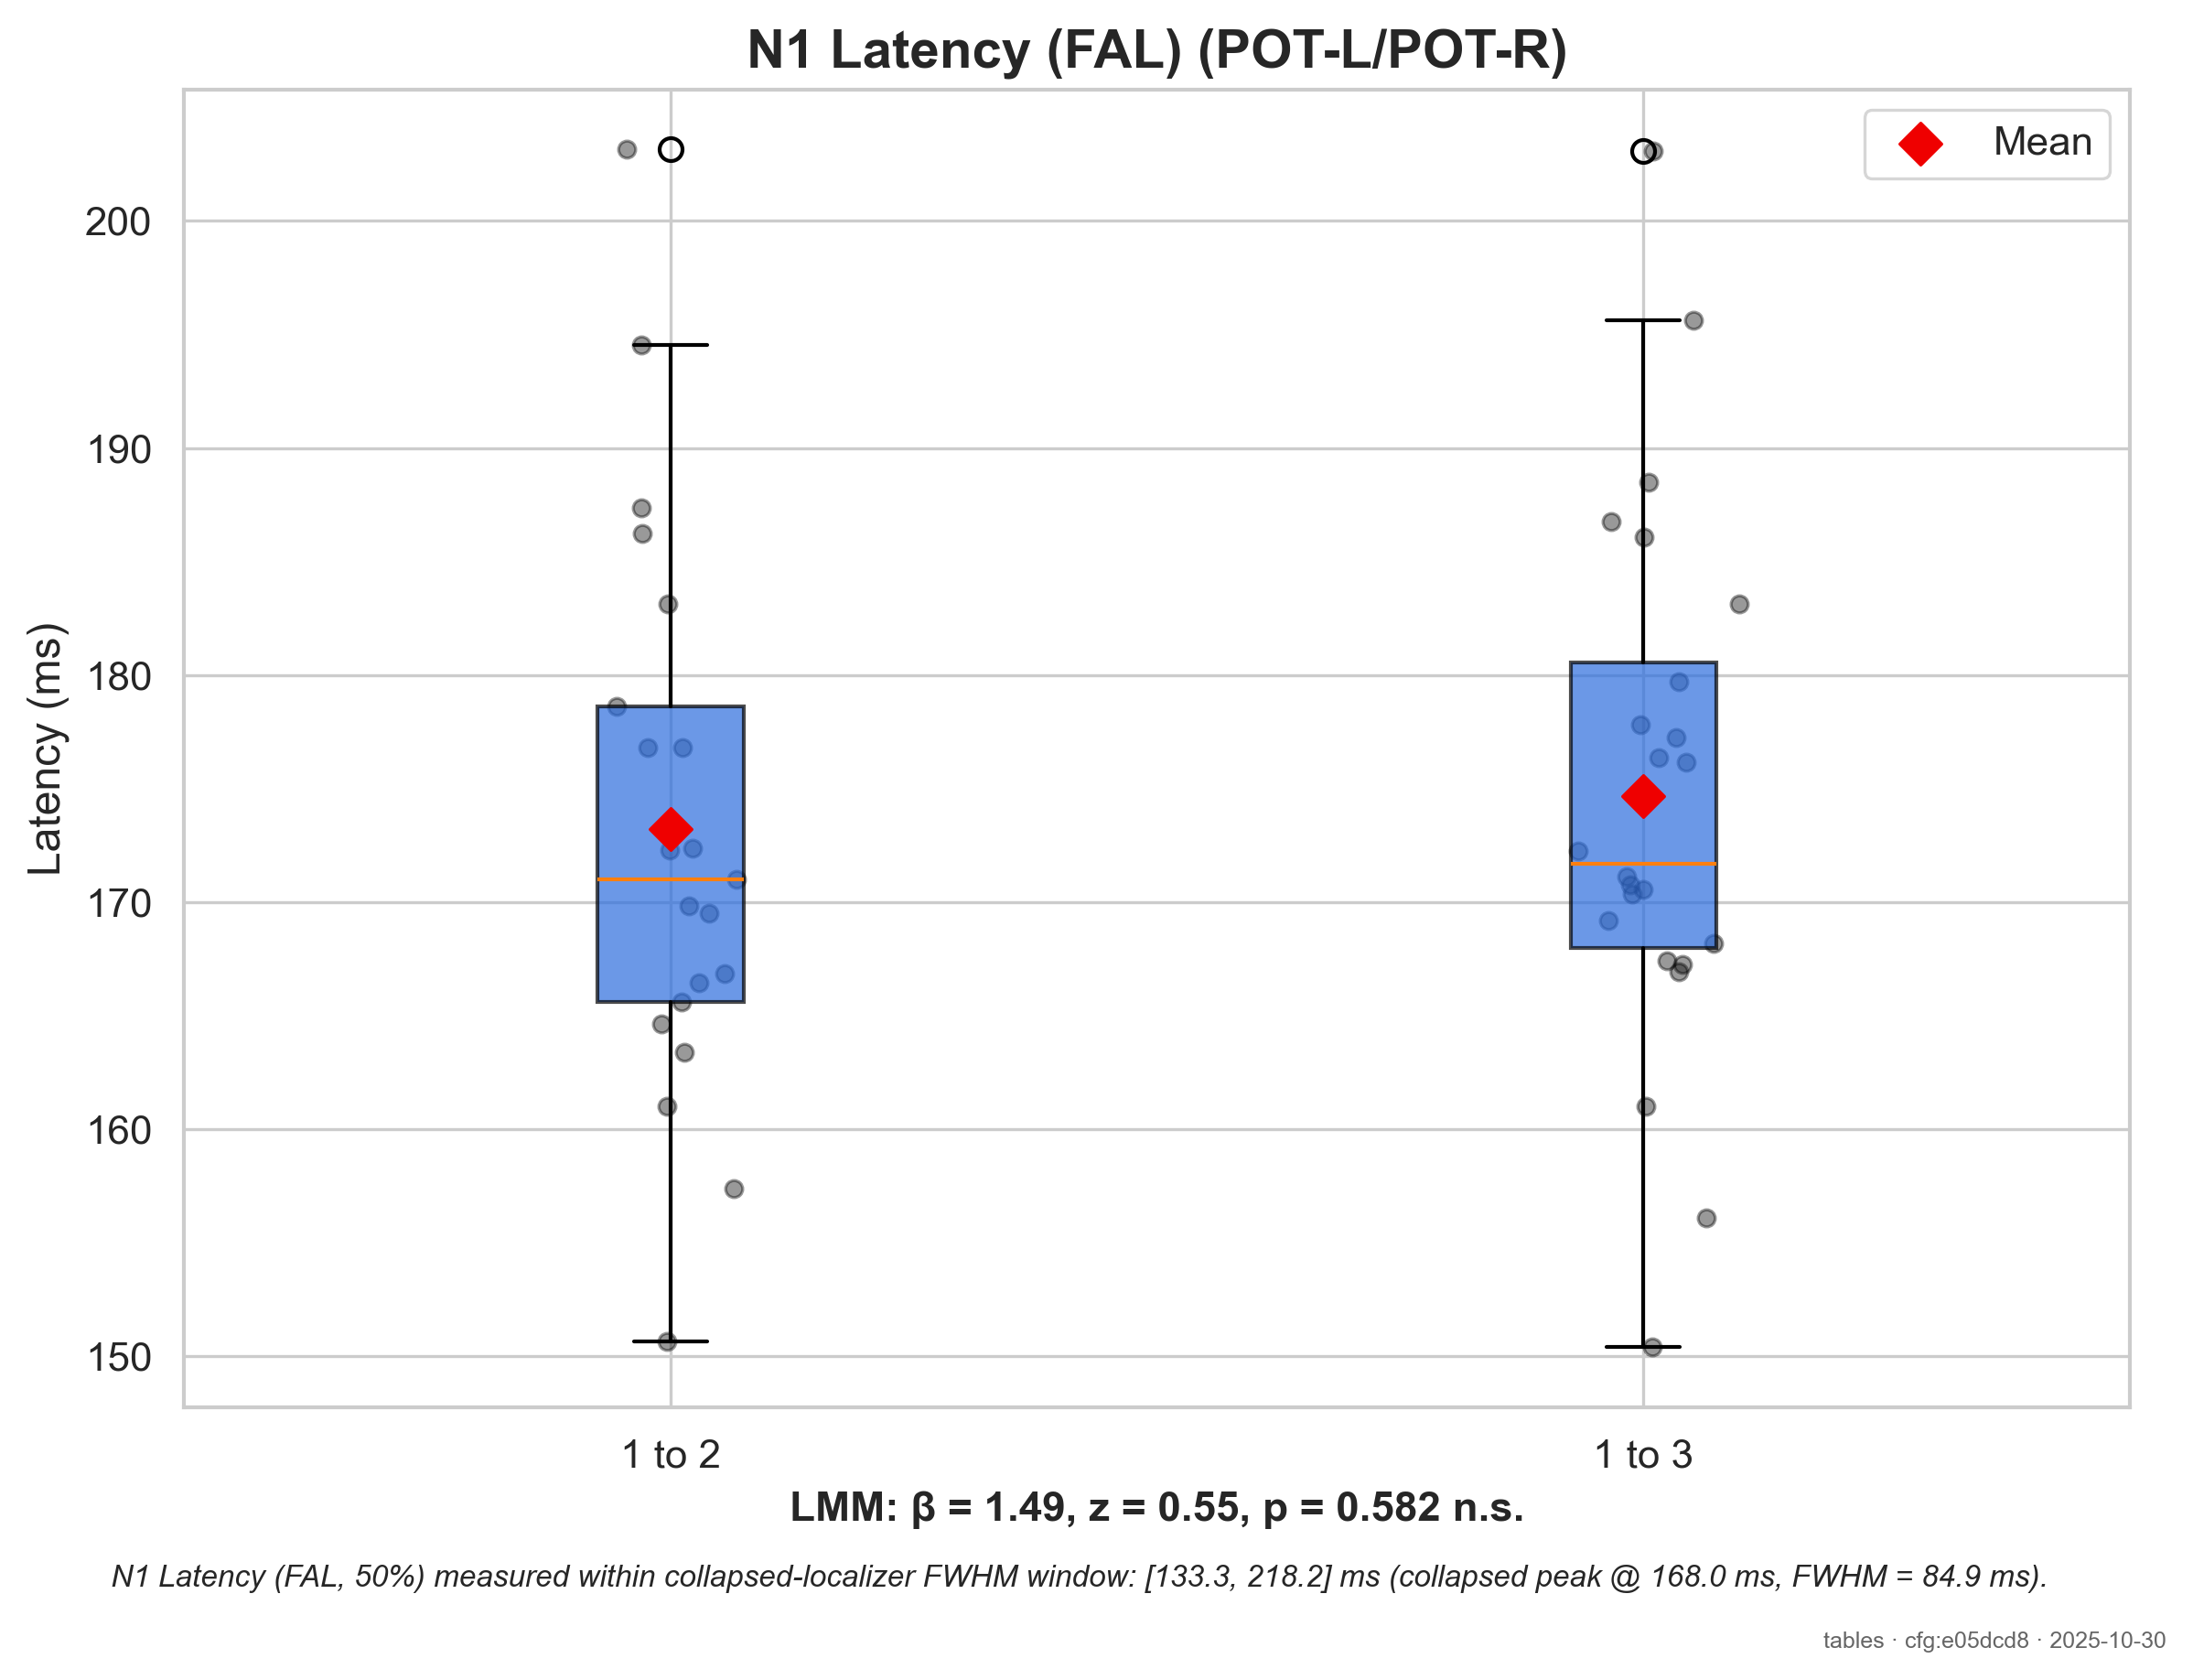 N1 Latency (FAL) (POT-L/POT-R)
Mean
Latency (ms)
200
190
180
170
160
150
1 to 2
1 to 3
LMM: β = 1.49, z = 0.55, p = 0.582 n.s.
N1 Latency (FAL, 50%) measured within collapsed-localizer FWHM window: [133.3, 218.2] ms (collapsed peak @ 168.0 ms, FWHM = 84.9 ms).
tables · cfg:e05dcd8 · 2025-10-30